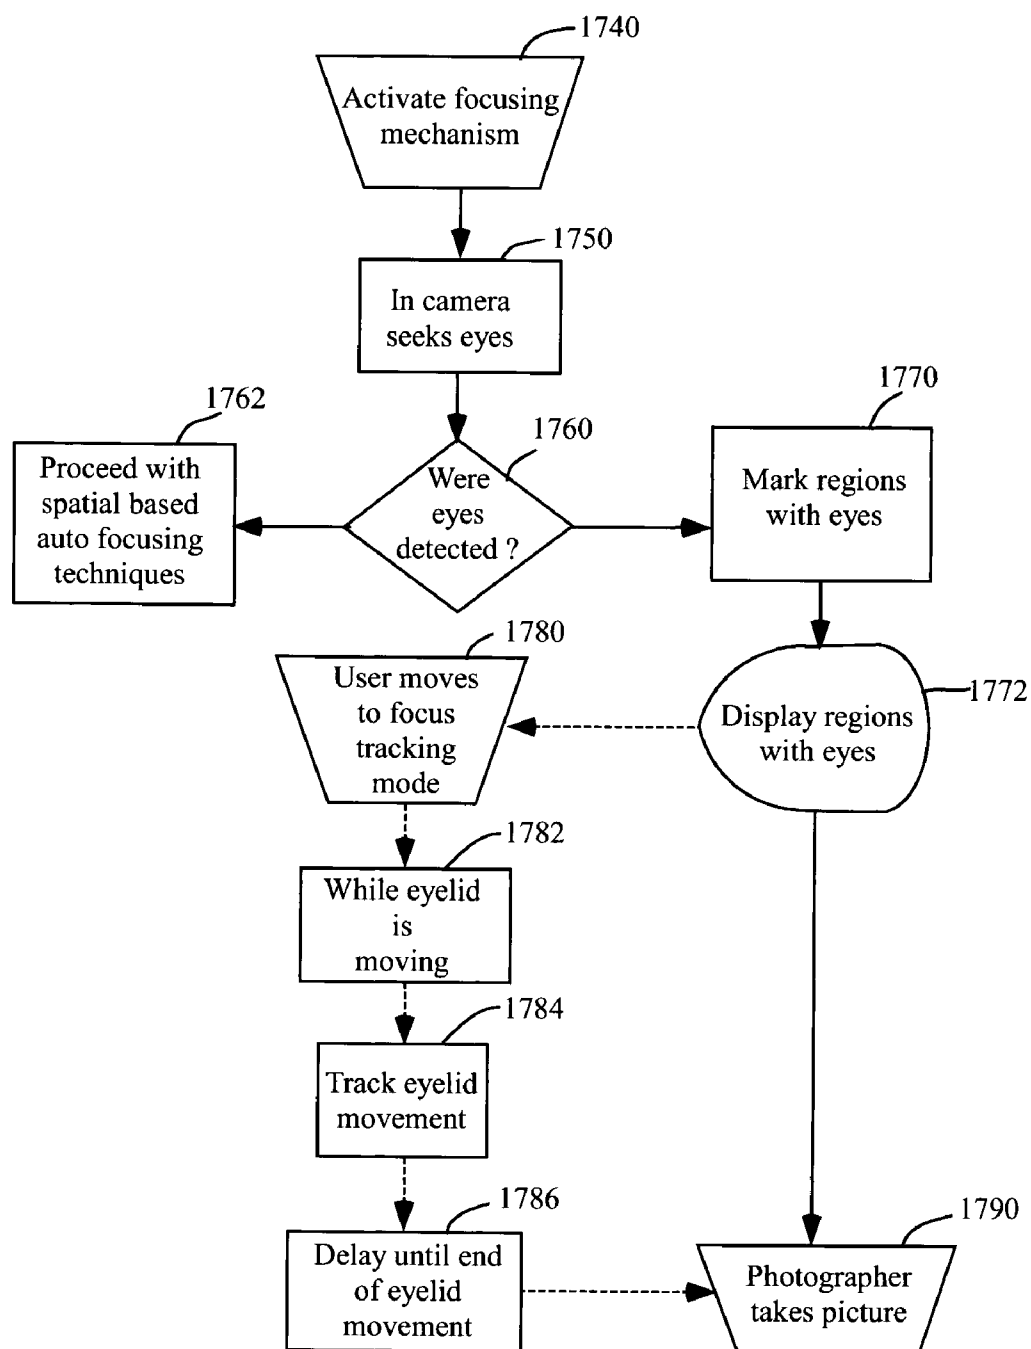 1740
Activate focusing
mechanism
1750
In camera
seeks eyes
1762
Proceed with
spatial based
auto focusing
techniques
1760
Were
eyes
detected ?
1770
Mark regions
with eyes
1780
User moves
to focus
tracking
mode
1772
Display regions
with eyes
1782
While eyelid
is
moving
1784
Track eyelid
movement
1786
Delay until end
of eyelid
movement
1790
Photographer
takes picture